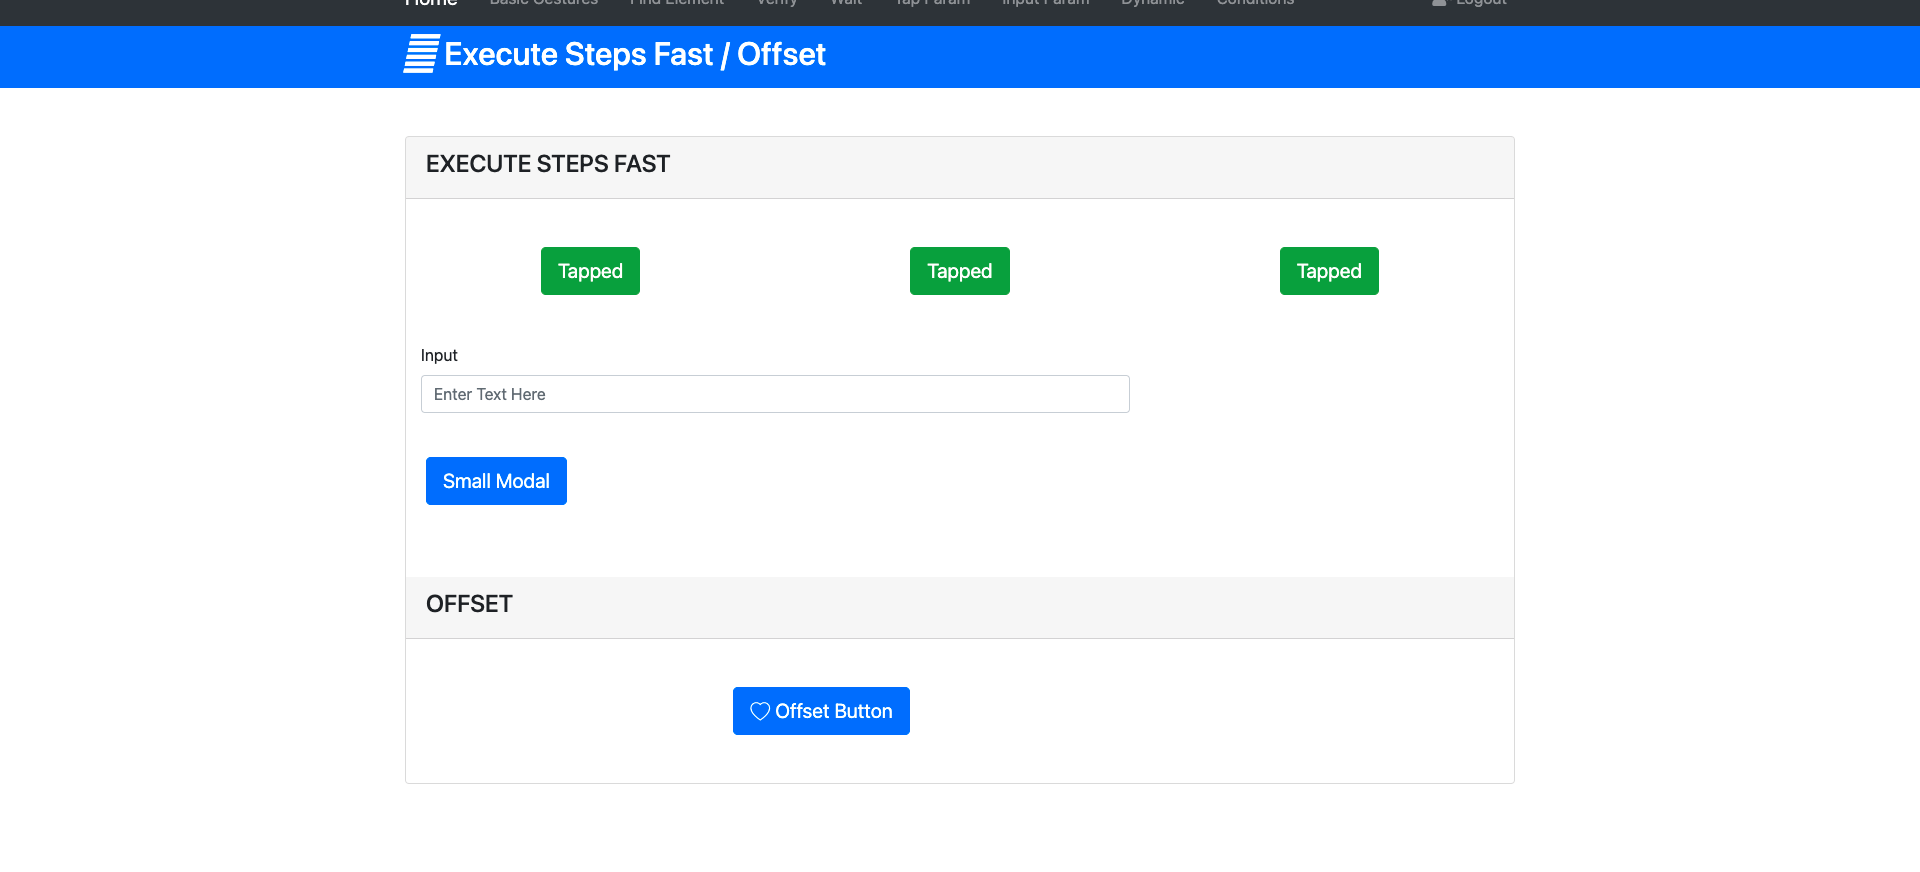 Home Basic Gestures Find Element Verify Wait Tap Param Input Param Dynamic Conditions Logout
Execute Steps Fast / Offset
EXECUTE STEPS FAST
Tapped Tapped Tapped
Input
Enter Text Here
Small Modal
OFFSET
Offset Button